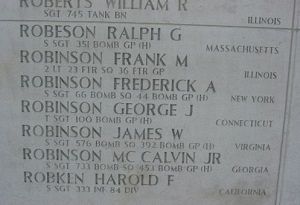 ROBERTS WILLIAM R
SGT 745 TANK BN ILLINOIS
ROBESON RALPH G
S SGT 351 BOMB GP (H) MASSACHUSETTS
ROBINSON FRANK M
2 LT 23 FTR SQ 36 FTR GP ILLINOIS
ROBINSON FREDERICK A
S SGT 66 BOMB SQ 44 BOMB GP (H) NEW YORK
ROBINSON GEORGE J
T SGT 100 BOMB GP (H) CONNECTICUT
ROBINSON JAMES W
S SGT 576 BOMB SQ 392 BOMB GP (H) VIRGINIA
ROBINSON MC CALVIN JR
S SGT 733 BOMB SQ 453 BOMB GP (H) GEORGIA
ROBKEN HAROLD F
S SGT 333 INF 84 DIV CALIFORNIA